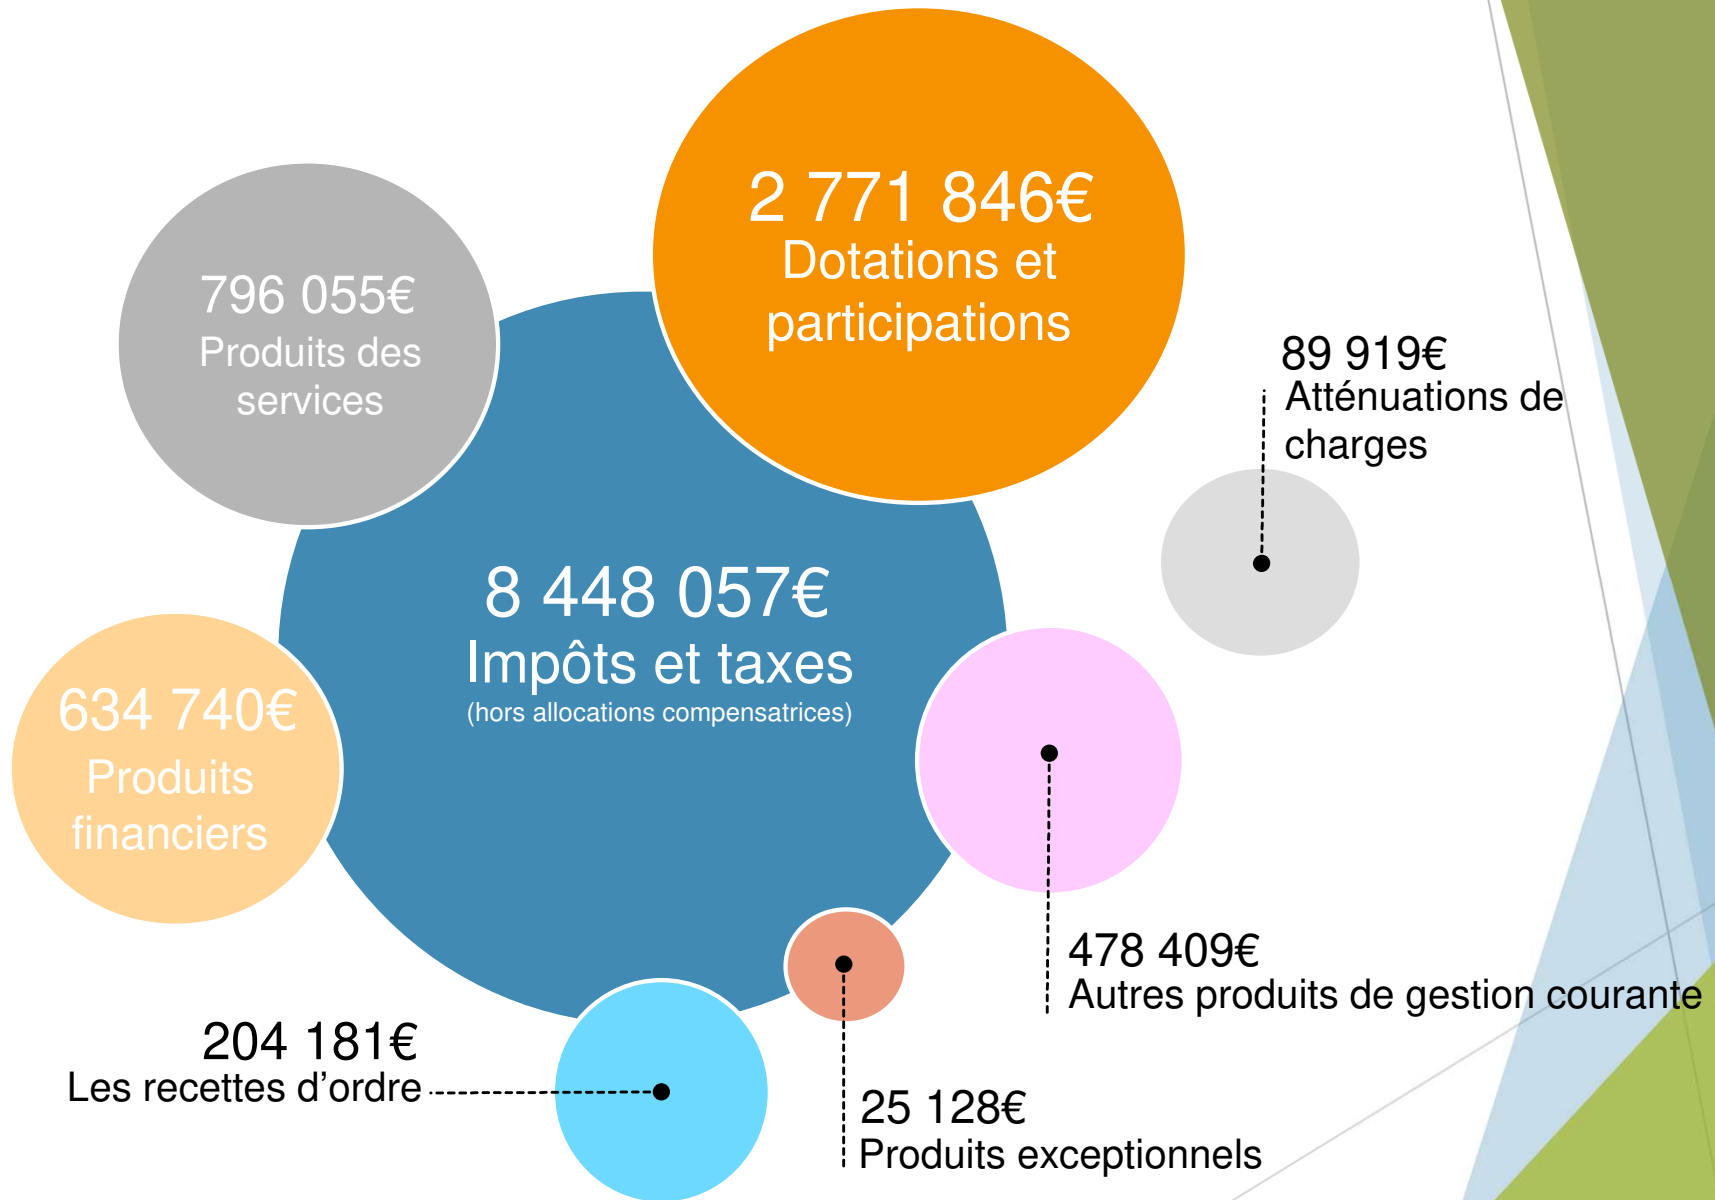 2 771 846€
Dotations et
participations
796 055€
Produits des
services
89 919€
Atténuations de
charges
8 448 057€
Impôts et taxes
(hors allocations compensatrices)
634 740€
Produits
financiers
478 409€
Autres produits de gestion courante
204 181€
Les recettes d’ordre
25 128€
Produits exceptionnels